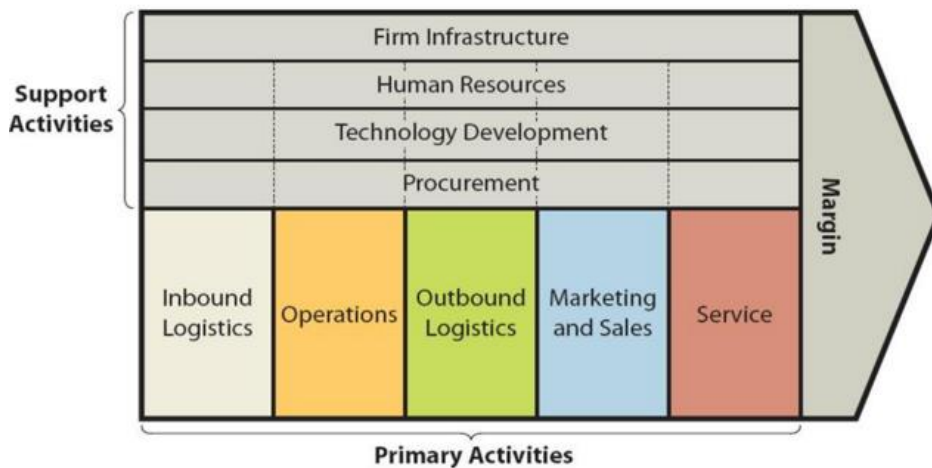 Firm Infrastructure
Human Resources
Technology Development
Procurement
Support
Activities
Inbound
Logistics
Operations
Outbound
Logistics
Marketing
and Sales
Service
Margin
Primary Activities